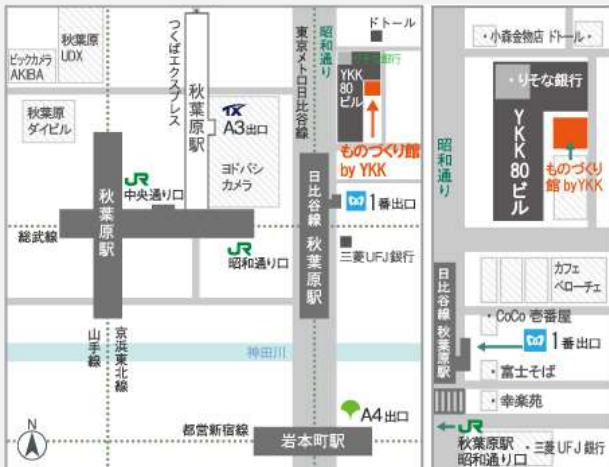 秋葉原
UDX
ビックカメラ
AKIBA
秋葉原
ダイビル
つくばエクスプレス
秋葉原駅
TX
A3出口
ヨドバシ
カメラ
東京メトロ日比谷線
昭和通り
ドトール
りそな銀行
YKK
80
ビル
ものづくり館
by YKK
JR
中央通り口
秋葉原駅
総武線
JR
昭和通り口
日比谷線 秋葉原駅
1番出口
三菱UFJ銀行
山手線
京浜東北線
神田川
N
都営新宿線
A4出口
岩本町駅
・小森金物店 ドトール・
・りそな銀行
YKK80ビル
昭和通り
ものづくり
館 byYKK
カフェ
ベローチェ
・CoCo壱番屋
日比谷線 秋葉原駅
1番出口
・富士そば
・幸楽苑
JR
秋葉原駅
昭和通り口
・三菱UFJ銀行